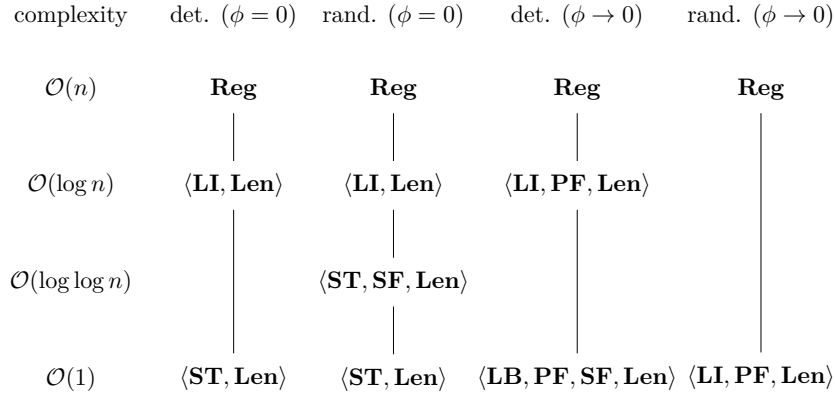 complexity det. (ϕ = 0) rand. (ϕ = 0) det. (ϕ → 0) rand. (ϕ → 0)
𝒪(n) Reg Reg Reg Reg
𝒪(log n) ⟨LI, Len⟩ ⟨LI, Len⟩ ⟨LI, PF, Len⟩
𝒪(log log n) ⟨ST, SF, Len⟩
𝒪(1) ⟨ST, Len⟩ ⟨ST, Len⟩ ⟨LB, PF, SF, Len⟩ ⟨LI, PF, Len⟩